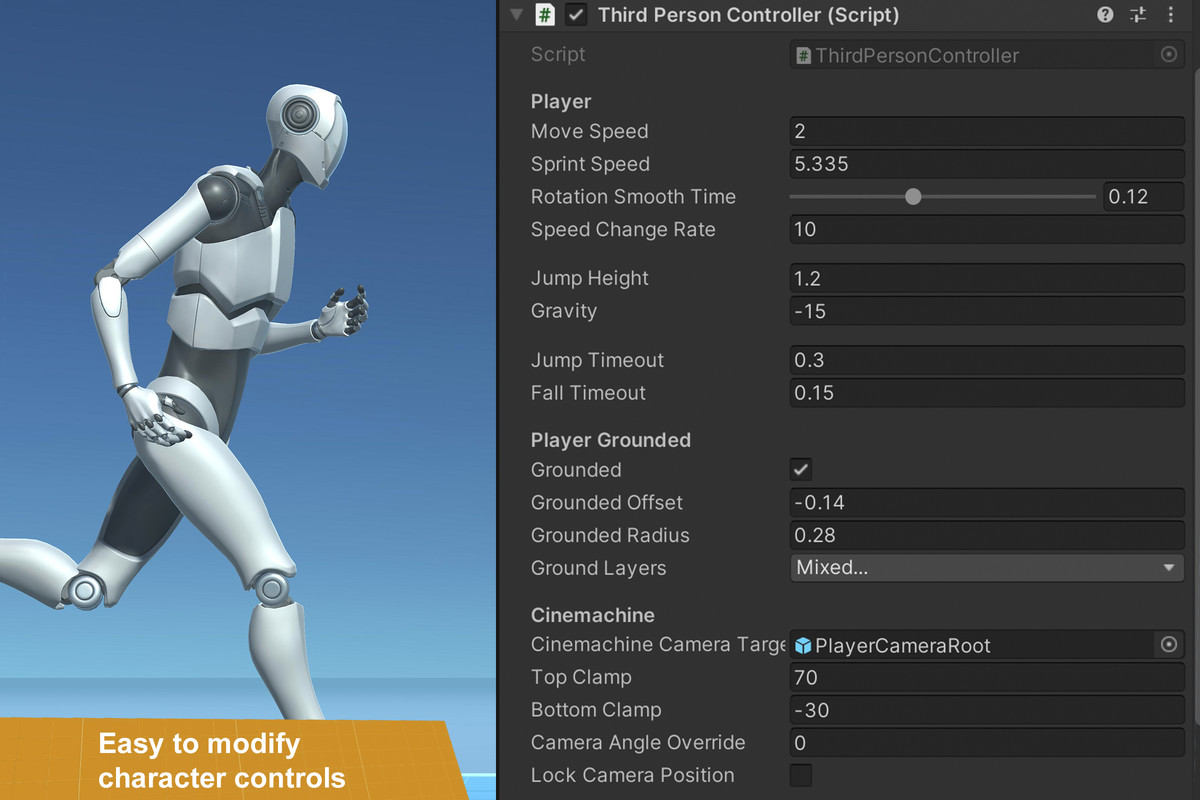 Third Person Controller (Script)
Script
ThirdPersonController
Player
Move Speed
2
Sprint Speed
5.335
Rotation Smooth Time
0.12
Speed Change Rate
10
Jump Height
1.2
Gravity
-15
Jump Timeout
0.3
Fall Timeout
0.15
Player Grounded
Grounded
Grounded Offset
-0.14
Grounded Radius
0.28
Ground Layers
Mixed...
Cinemachine
Cinemachine Camera Targe
PlayerCameraRoot
Top Clamp
70
Bottom Clamp
-30
Camera Angle Override
0
Lock Camera Position
Easy to modify
character controls